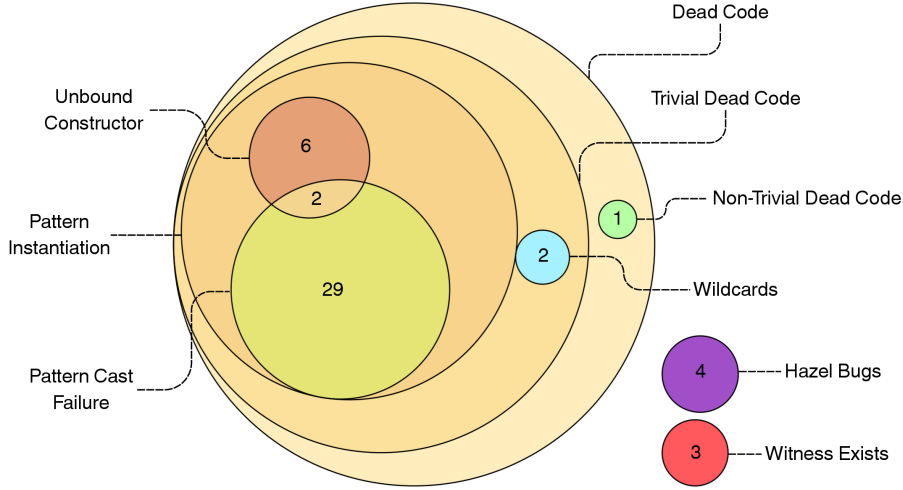 Dead Code
Trivial Dead Code
Unbound
Constructor
6
2
Non-Trivial Dead Code
1
Pattern
Instantiation
2
Wildcards
29
Pattern Cast
Failure
4
Hazel Bugs
3
Witness Exists